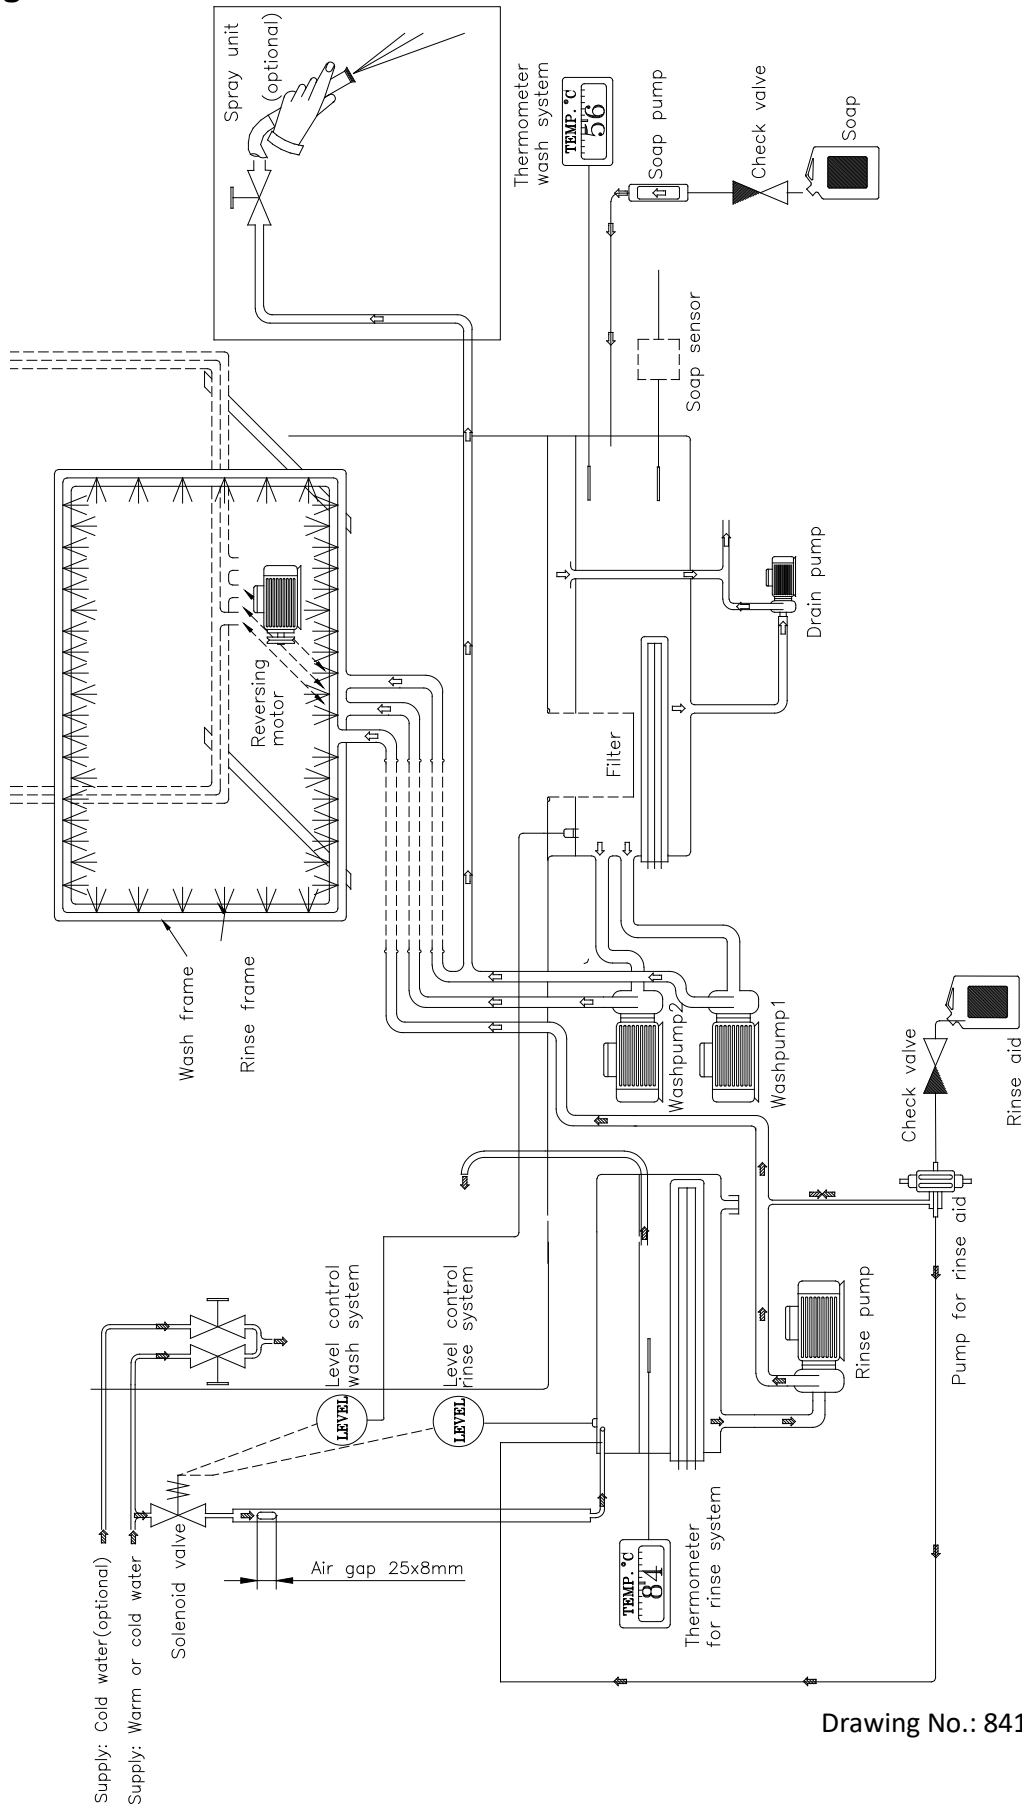 g
Spray unit
(optional)
Thermometer
wash system
TEMP. °C
56
Soap pump
Check valve
Soap
Soap sensor
Reversing
motor
Filter
Drain pump
Wash frame
Rinse frame
Washpump2
Washpump1
Check valve
Rinse aid
Pump for rinse aid
Rinse pump
Level control
wash system
LEVEL
Level control
rinse system
LEVEL
Supply: Cold water(optional)
Supply: Warm or cold water
Solenoid valve
Air gap 25x8mm
TEMP. °C
84
Thermometer
for rinse system
Drawing No.: 841